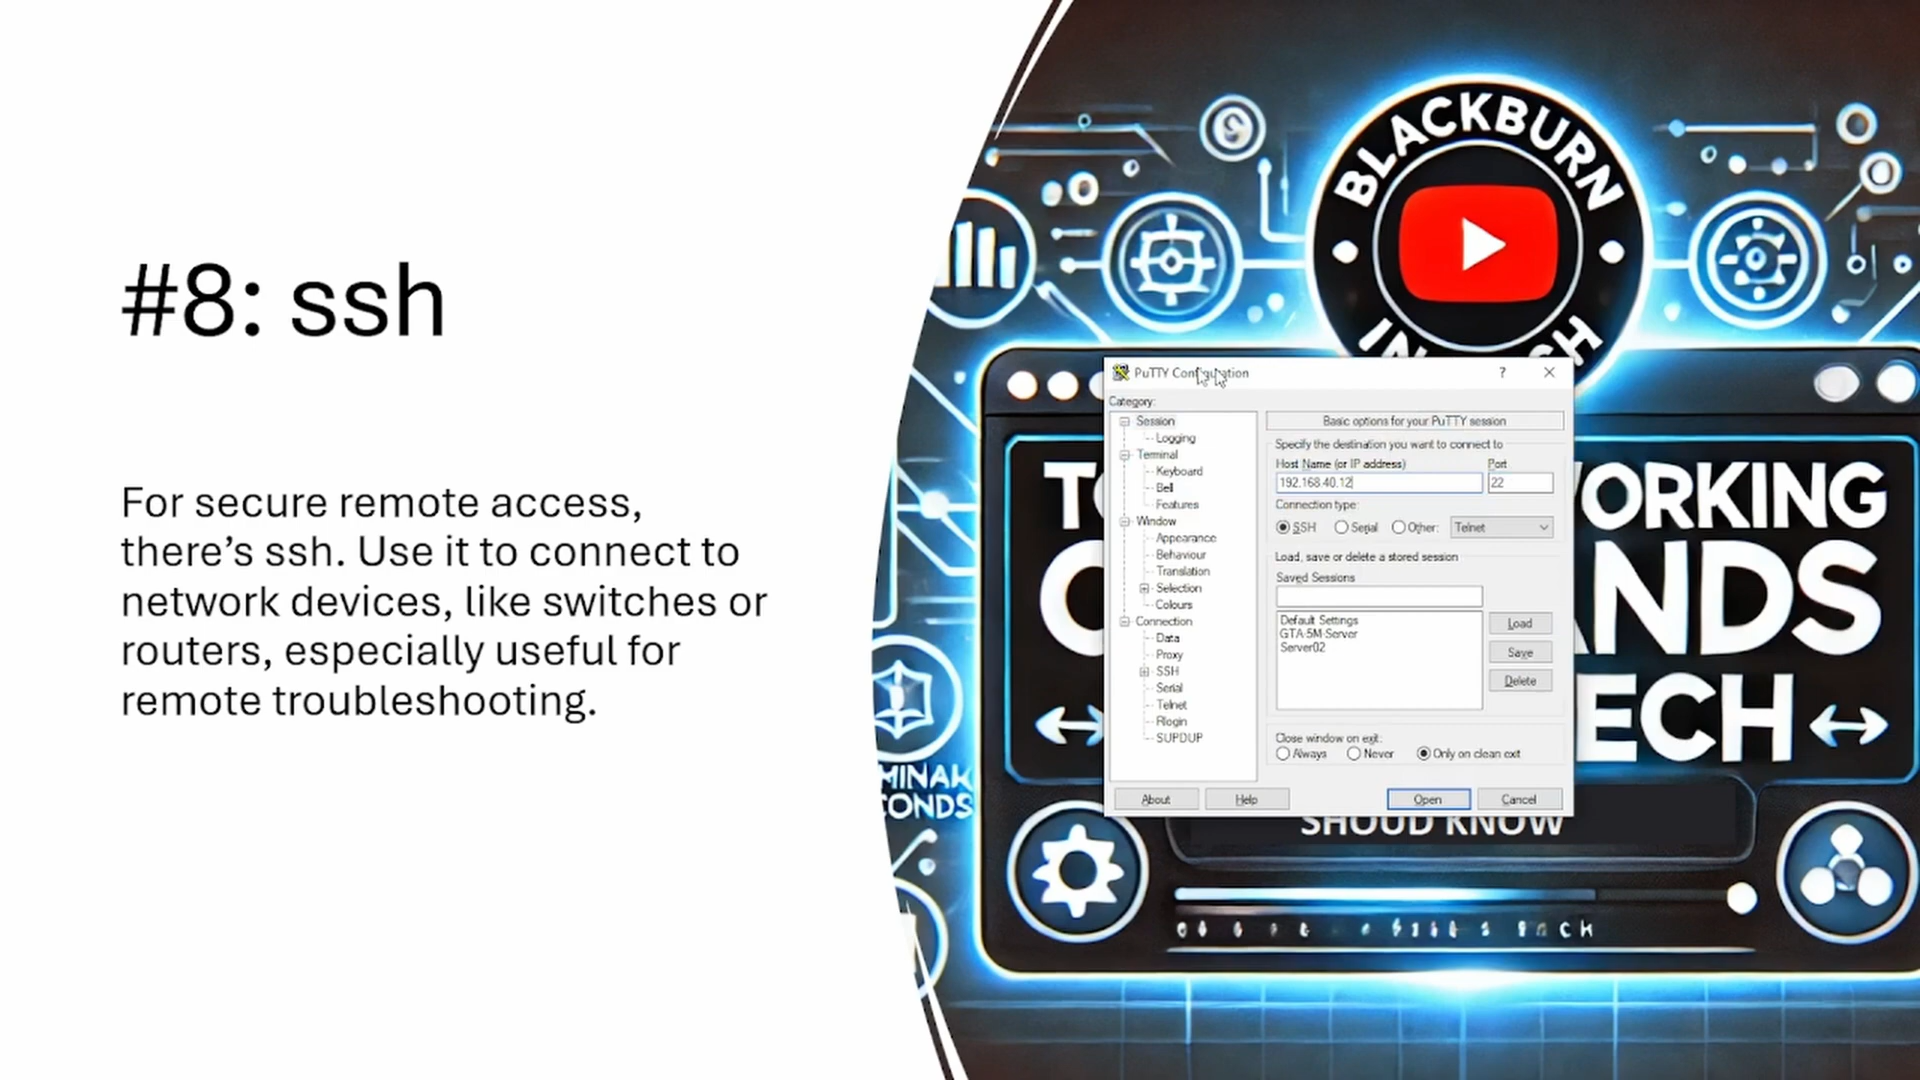 #8: ssh
For secure remote access,
there's ssh. Use it to connect to
network devices, like switches or
routers, especially useful for
remote troubleshooting.
BLACKBURN
PuTTY Configuration
? ×
Category:
Session
Logging
Terminal
Keyboard
Bell
Features
Window
Appearance
Behaviour
Translation
Selection
Colours
Connection
Data
Proxy
SSH
Serial
Telnet
Rlogin
SUPDUP
Basic options for your PuTTY session
Specify the destination you want to connect to
Host Name (or IP address) Port
192.168.40.12 22
Connection type:
SSH Serial Other: Telnet
Load, save or delete a stored session
Saved Sessions
Default Settings
GTA-5M-Server
Server02
Load
Save
Delete
Close window on exit:
Always Never Only on clean exit
About Help Open Cancel
ORKING
NDS
ECH
SHOUD KNOW
MINAK
CONDS